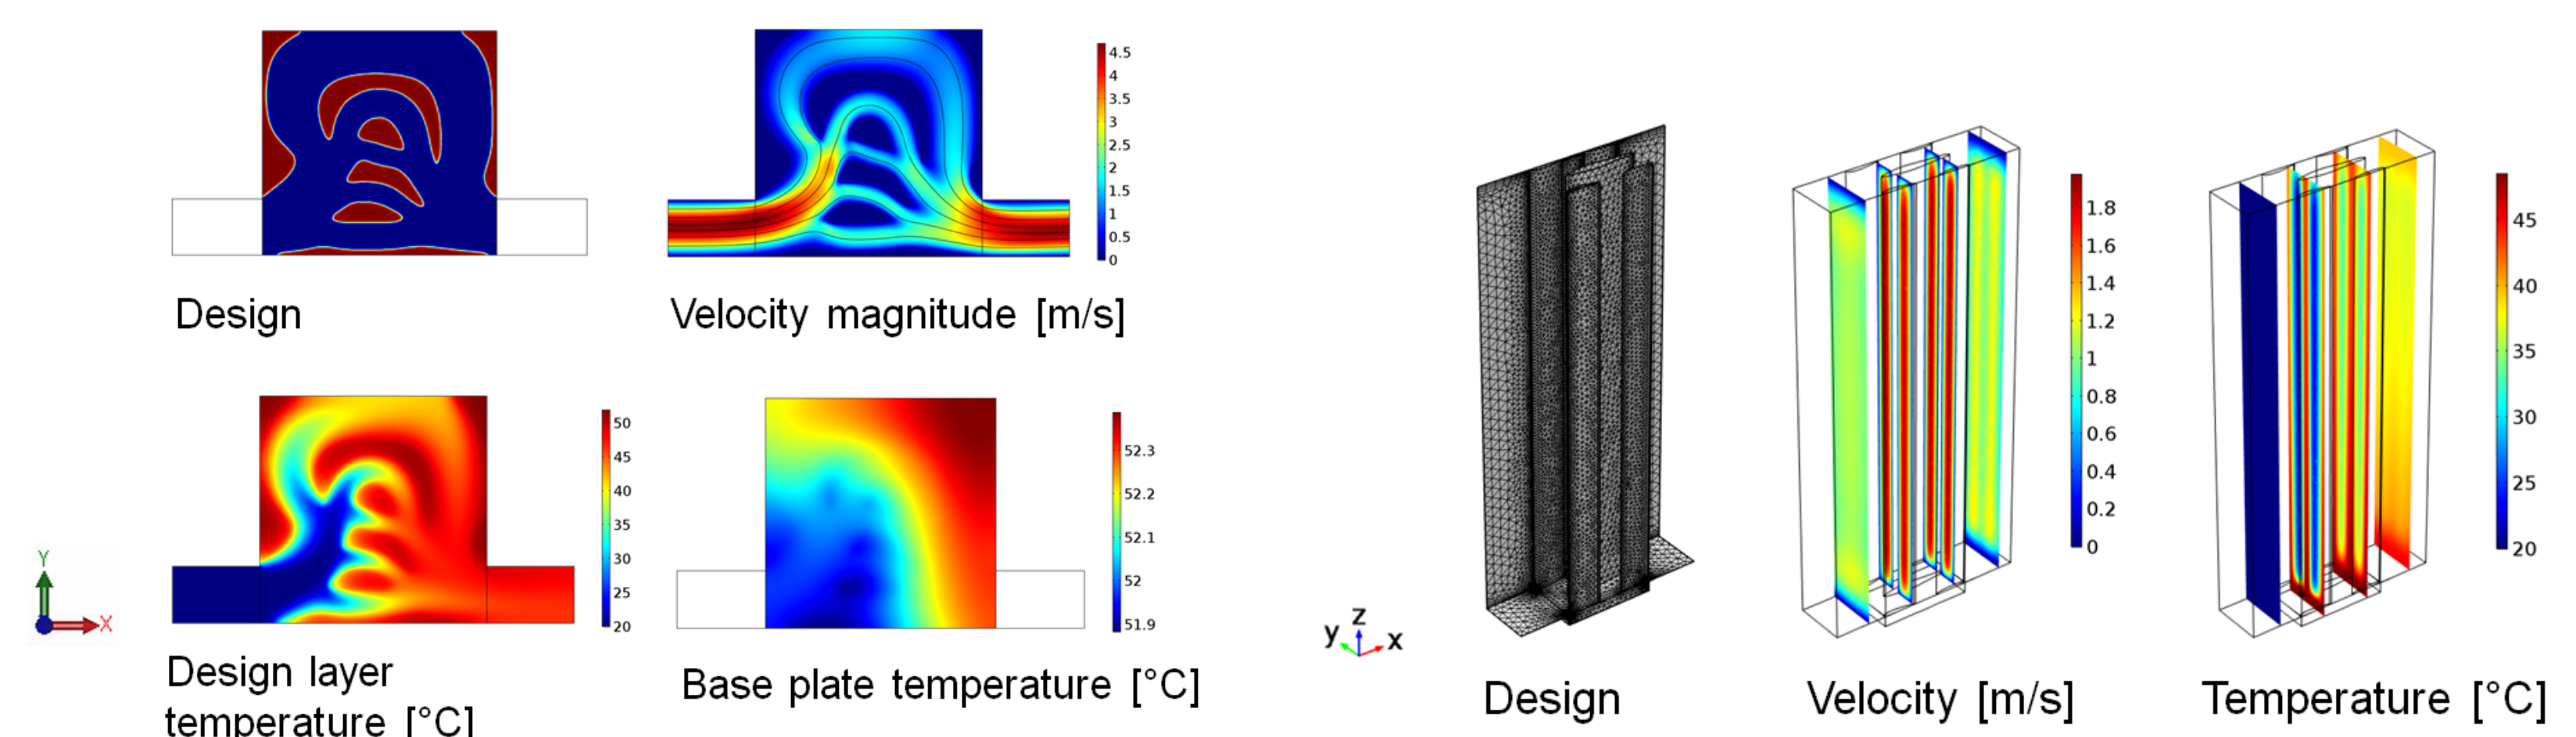 Design
4.5
4
3.5
3
2.5
2
1.5
1
0.5
0
Velocity magnitude [m/s]
50
45
40
35
30
25
20
Design layer
temperature [°C]
52.3
52.2
52.1
52
51.9
Base plate temperature [°C]
Y
X
z
y
x
Design
1.8
1.6
1.4
1.2
1
0.8
0.6
0.4
0.2
0
Velocity [m/s]
45
40
35
30
25
20
Temperature [°C]